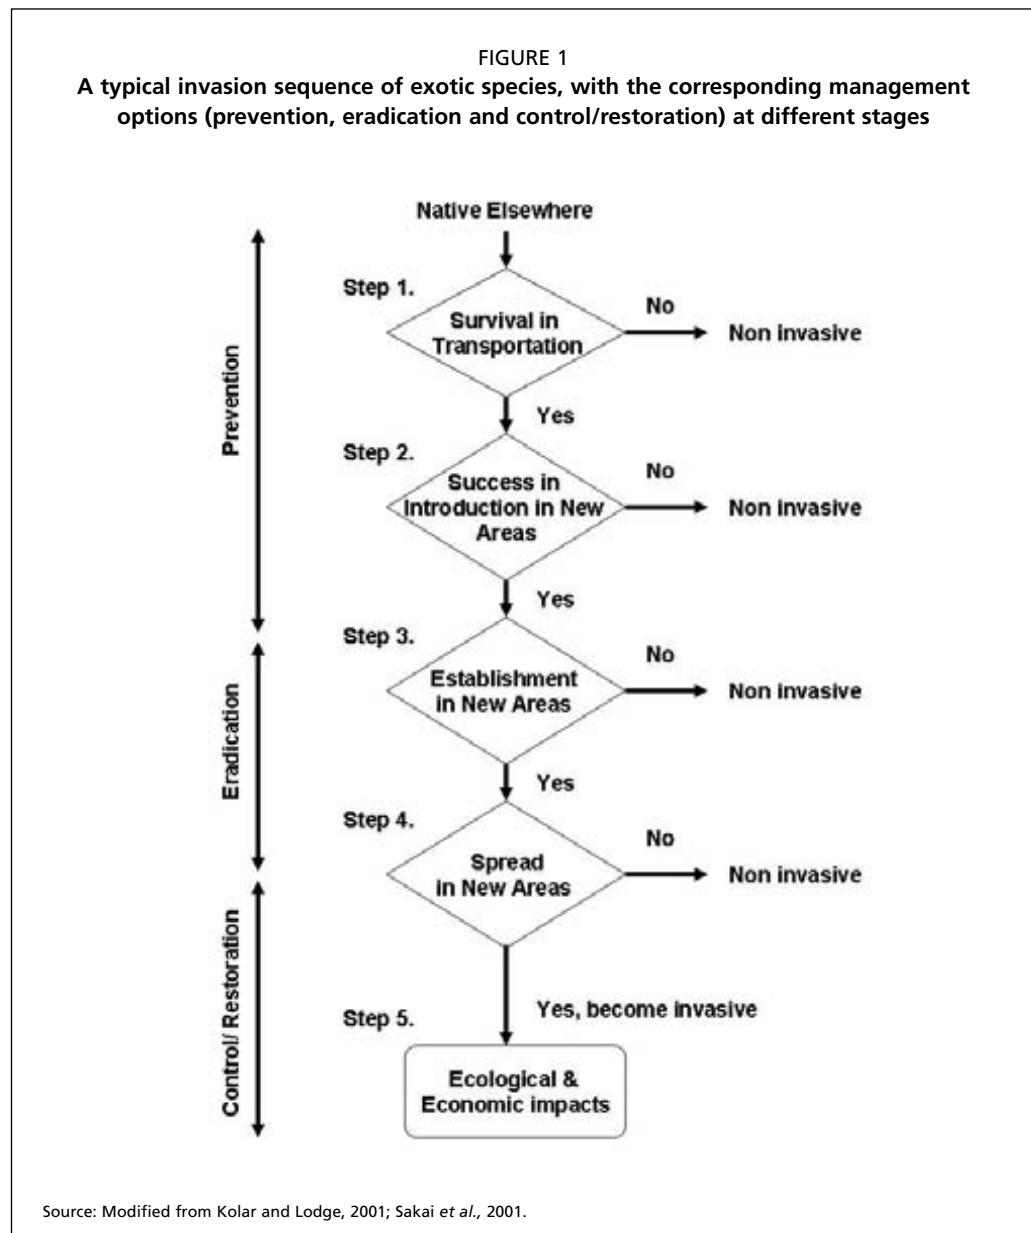 FIGURE 1
A typical invasion sequence of exotic species, with the corresponding management
options (prevention, eradication and control/restoration) at different stages
Native Elsewhere
Step 1.
Survival in
Transportation
No
Non invasive
Yes
Step 2.
Success in
Introduction in New
Areas
No
Non invasive
Yes
Step 3.
Establishment
in New Areas
No
Non invasive
Yes
Step 4.
Spread
in New Areas
No
Non invasive
Yes, become invasive
Step 5.
Ecological &
Economic impacts
Prevention
Eradication
Control/ Restoration
Source: Modified from Kolar and Lodge, 2001; Sakai et al., 2001.